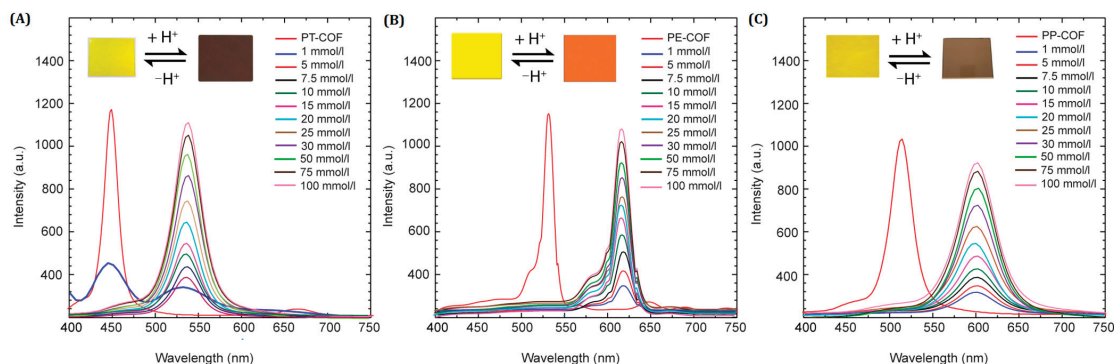 (A)
Intensity (a.u.)
1400
1200
1000
800
600
400
400 450 500 550 600 650 700 750
Wavelength (nm)
+ H⁺
−H⁺
PT-COF
1 mmol/l
5 mmol/l
7.5 mmol/l
10 mmol/l
15 mmol/l
20 mmol/l
25 mmol/l
30 mmol/l
50 mmol/l
75 mmol/l
100 mmol/l
(B)
Intensity (a.u.)
1400
1200
1000
800
600
400
400 450 500 550 600 650 700 750
Wavelength (nm)
+ H⁺
−H⁺
PE-COF
1 mmol/l
5 mmol/l
7.5 mmol/l
10 mmol/l
15 mmol/l
20 mmol/l
25 mmol/l
30 mmol/l
50 mmol/l
75 mmol/l
100 mmol/l
(C)
Intensity (a.u.)
1400
1200
1000
800
600
400
400 450 500 550 600 650 700 750
Wavelength (nm)
+ H⁺
−H⁺
PP-COF
1 mmol/l
5 mmol/l
7.5 mmol/l
10 mmol/l
15 mmol/l
20 mmol/l
25 mmol/l
30 mmol/l
50 mmol/l
75 mmol/l
100 mmol/l